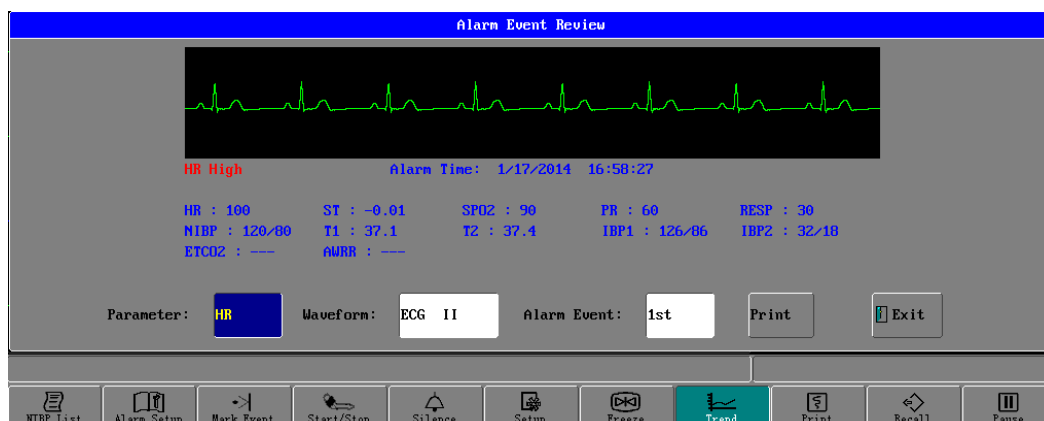 Alarm Event Review
HR High Alarm Time: 1/17/2014 16:58:27
HR : 100 ST : -0.01 SPO2 : 90 PR : 60 RESP : 30
NIBP : 120/80 T1 : 37.1 T2 : 37.4 IBP1 : 126/86 IBP2 : 32/18
ETCO2 : --- AWRR : ---
Parameter: HR Waveform: ECG II Alarm Event: 1st Print Exit
NIBP List Alarm Setup Mark Event Start/Stop Silence Setup Freeze Trend Print Recall Pause